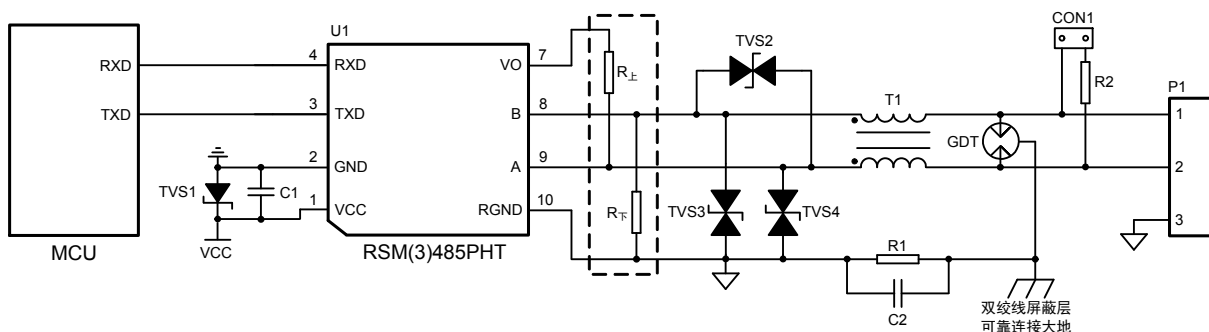 CON1
U1
TVS2
R上
R2
P1
RXD
4
RXD
VO
7
T1
TXD
3
TXD
B
8
1
GDT
2
GND
A
9
2
TVS1
C1
1
VCC
RGND
10
R下
TVS3
TVS4
3
VCC
MCU
RSM(3)485PHT
R1
C2
双绞线屏蔽层
可靠连接大地